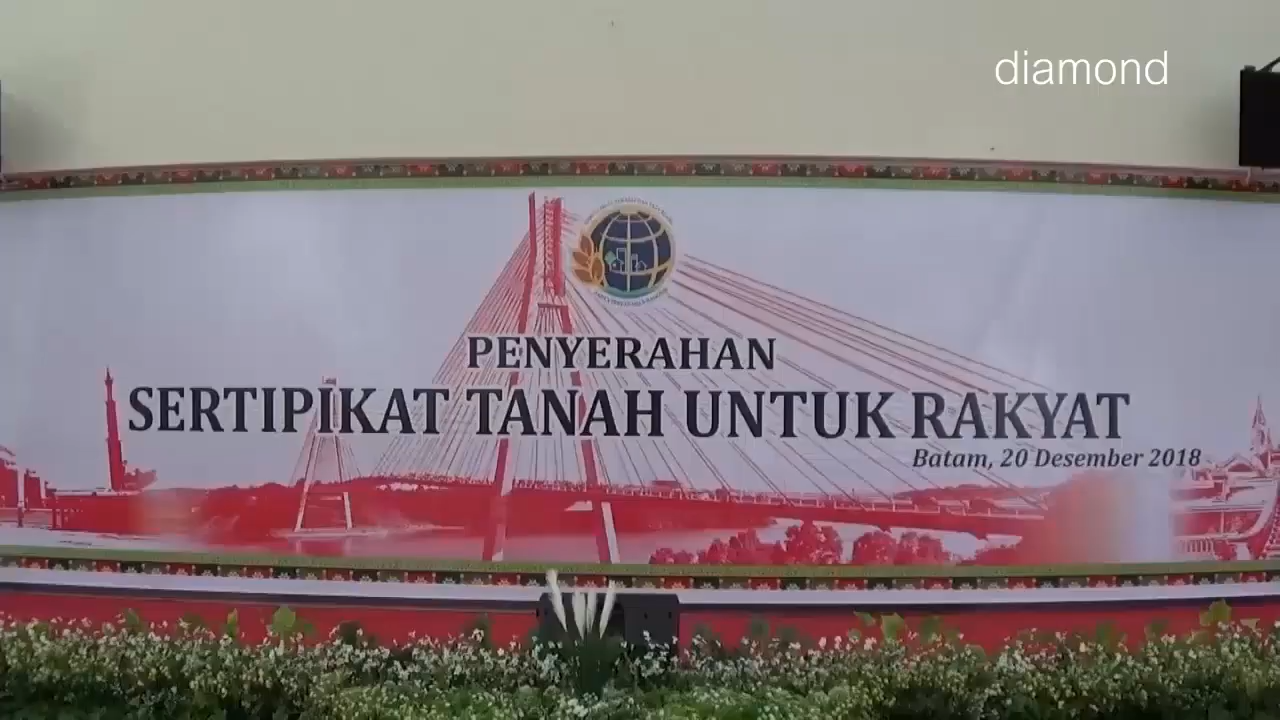 diamond
PENYERAHAN
SERTIPIKAT TANAH UNTUK RAKYAT
Batam, 20 Desember 2018